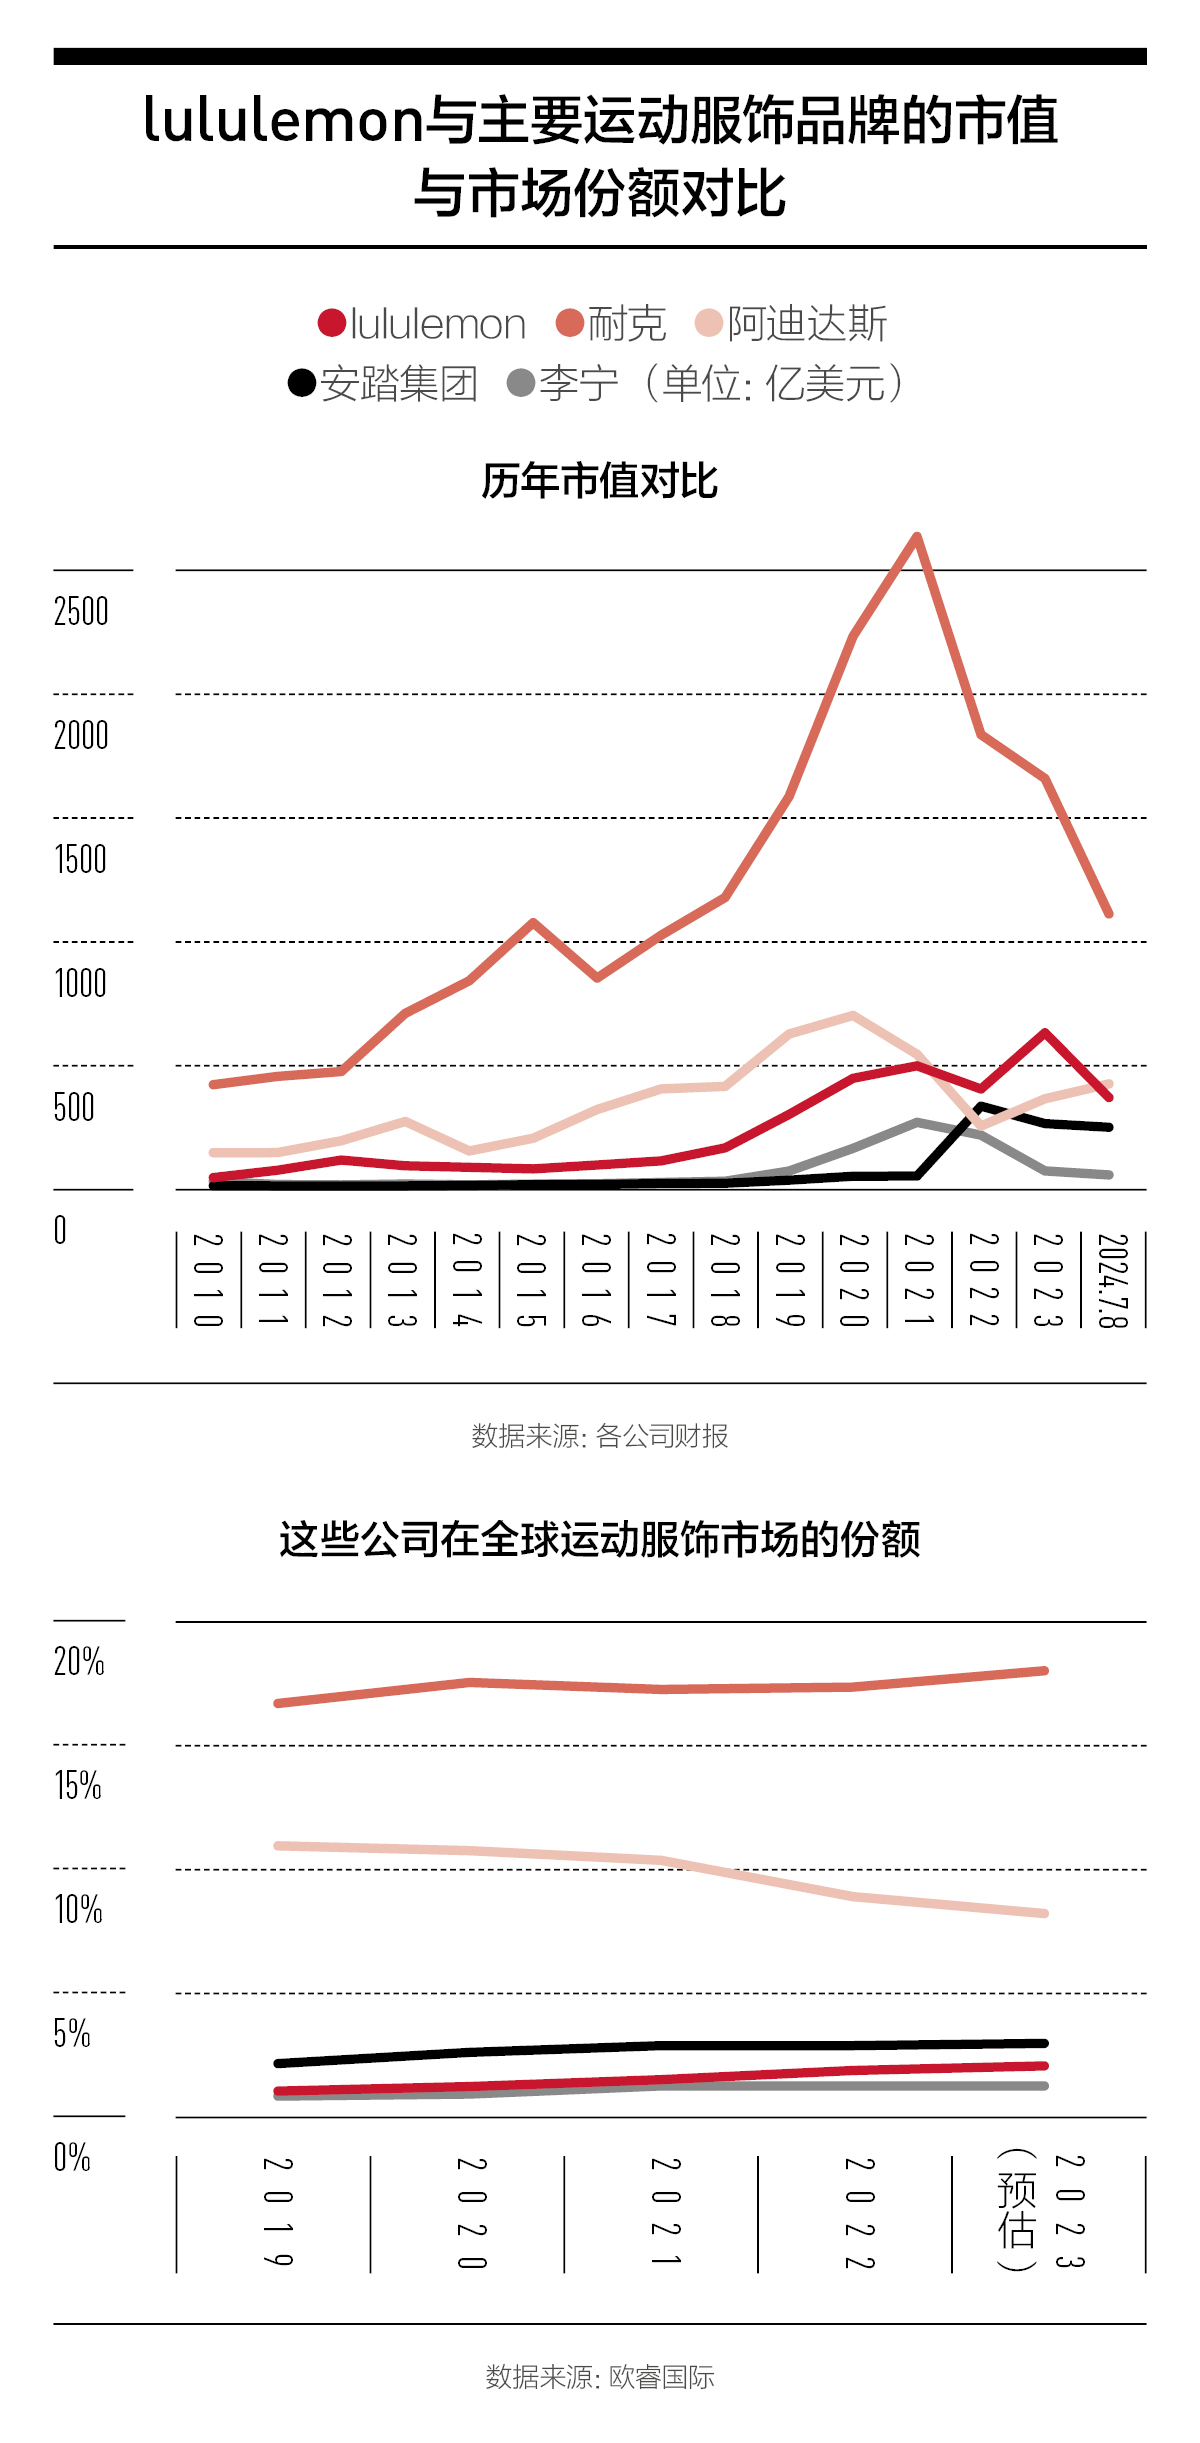 lululemon与主要运动服饰品牌的市值
与市场份额对比
lululemon 耐克 阿迪达斯
安踏集团 李宁（单位：亿美元）
历年市值对比
2500
2000
1500
1000
500
0
2010 2011 2012 2013 2014 2015 2016 2017 2018 2019 2020 2021 2022 2023 2024.7.8
数据来源：各公司财报
这些公司在全球运动服饰市场的份额
20%
15%
10%
5%
0%
2019 2020 2021 2022 2023（预估）
数据来源：欧睿国际